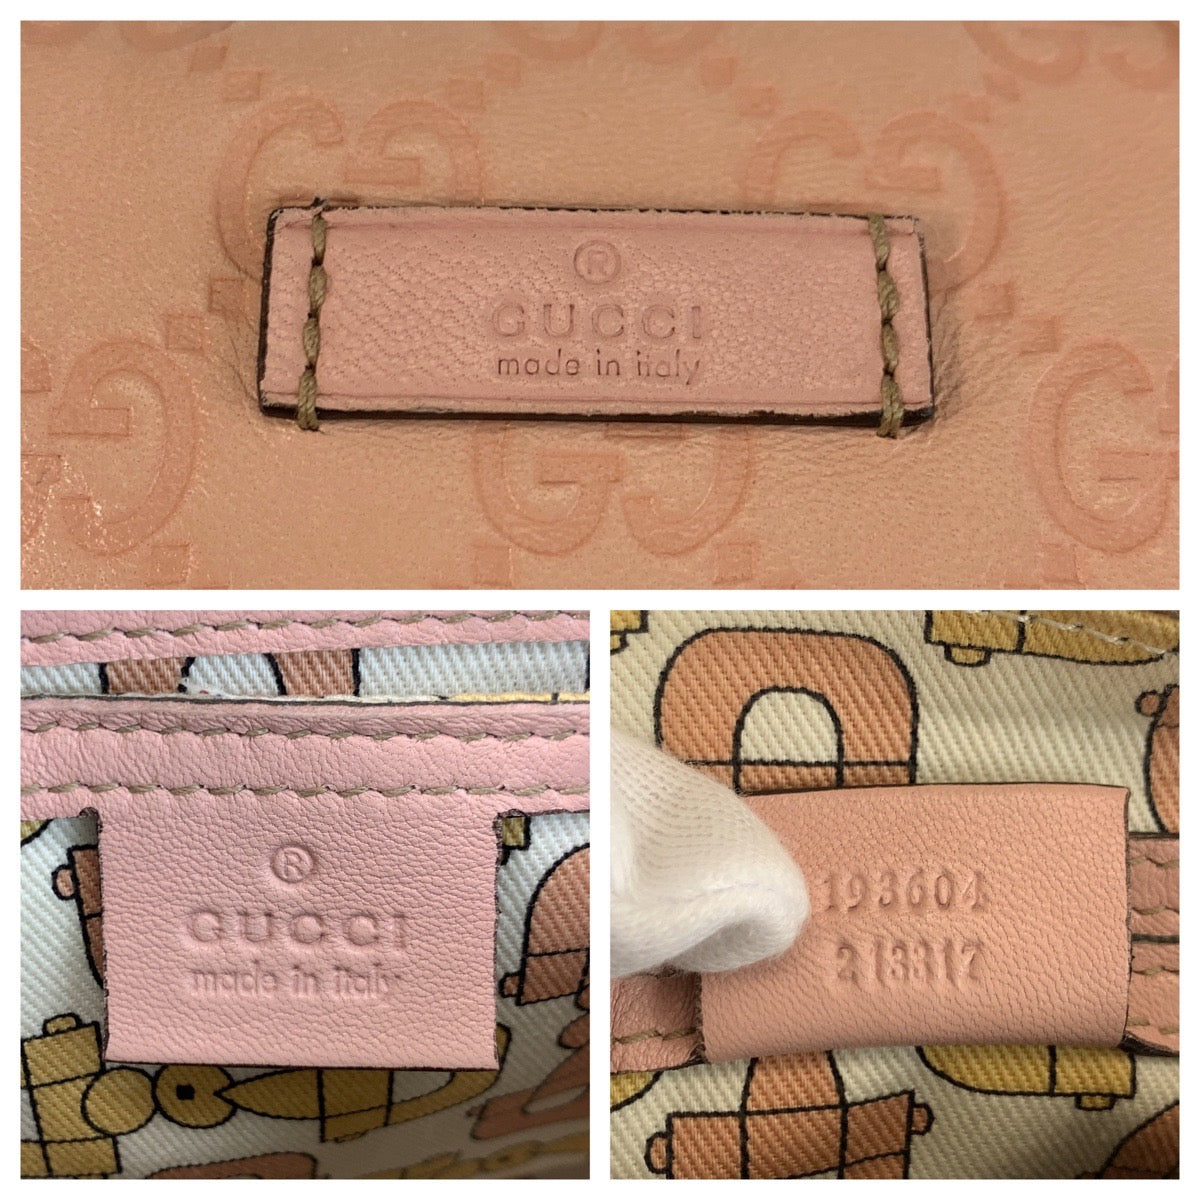 ®
GUCCI
made in italy
®
GUCCI
made in italy
193604
213317